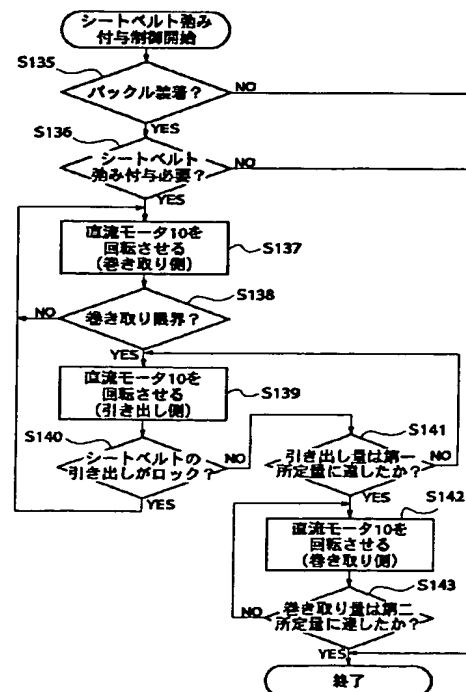 シートベルト弛み
付与制御開始
S135
バックル装着？
NO
YES
S136
シートベルト
弛み付与必要？
NO
YES
直流モータ10を
回転させる
（巻き取り側）
S137
S138
巻き取り限界？
NO
YES
直流モータ10を
回転させる
（引き出し側）
S139
S140
シートベルトの
引き出しがロック？
NO
YES
S141
引き出し量は第一
所定量に達したか？
NO
YES
S142
直流モータ10を
回転させる
（巻き取り側）
S143
巻き取り量は第二
所定量に達したか？
NO
YES
終了